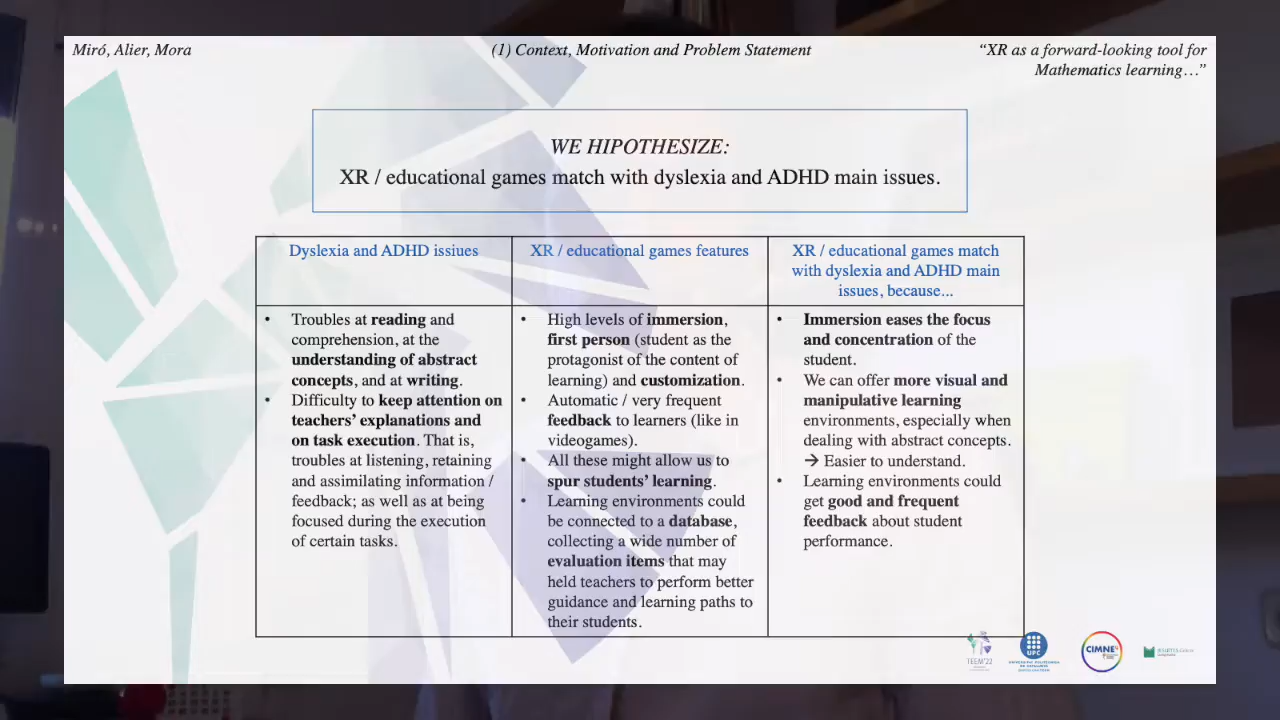 Miró, Alier, Mora
(1) Context, Motivation and Problem Statement
“XR as a forward-looking tool for
Mathematics learning…”
WE HIPOTHESIZE:
XR / educational games match with dyslexia and ADHD main issues.
Dyslexia and ADHD issiues
XR / educational games features
XR / educational games match
with dyslexia and ADHD main
issues, because...
• Troubles at reading and
comprehension, at the
understanding of abstract
concepts, and at writing.
• Difficulty to keep attention on
teachers’ explanations and
on task execution. That is,
troubles at listening, retaining
and assimilating information /
feedback; as well as at being
focused during the execution
of certain tasks.
• High levels of immersion,
first person (student as the
protagonist of the content of
learning) and customization.
• Automatic / very frequent
feedback to learners (like in
videogames).
• All these might allow us to
spur students’ learning.
• Learning environments could
be connected to a database,
collecting a wide number of
evaluation items that may
held teachers to perform better
guidance and learning paths to
their students.
• Immersion eases the focus
and concentration of the
student.
• We can offer more visual and
manipulative learning
environments, especially when
dealing with abstract concepts.
→ Easier to understand.
• Learning environments could
get good and frequent
feedback about student
performance.
TEEM'22
UPC
CIMNE